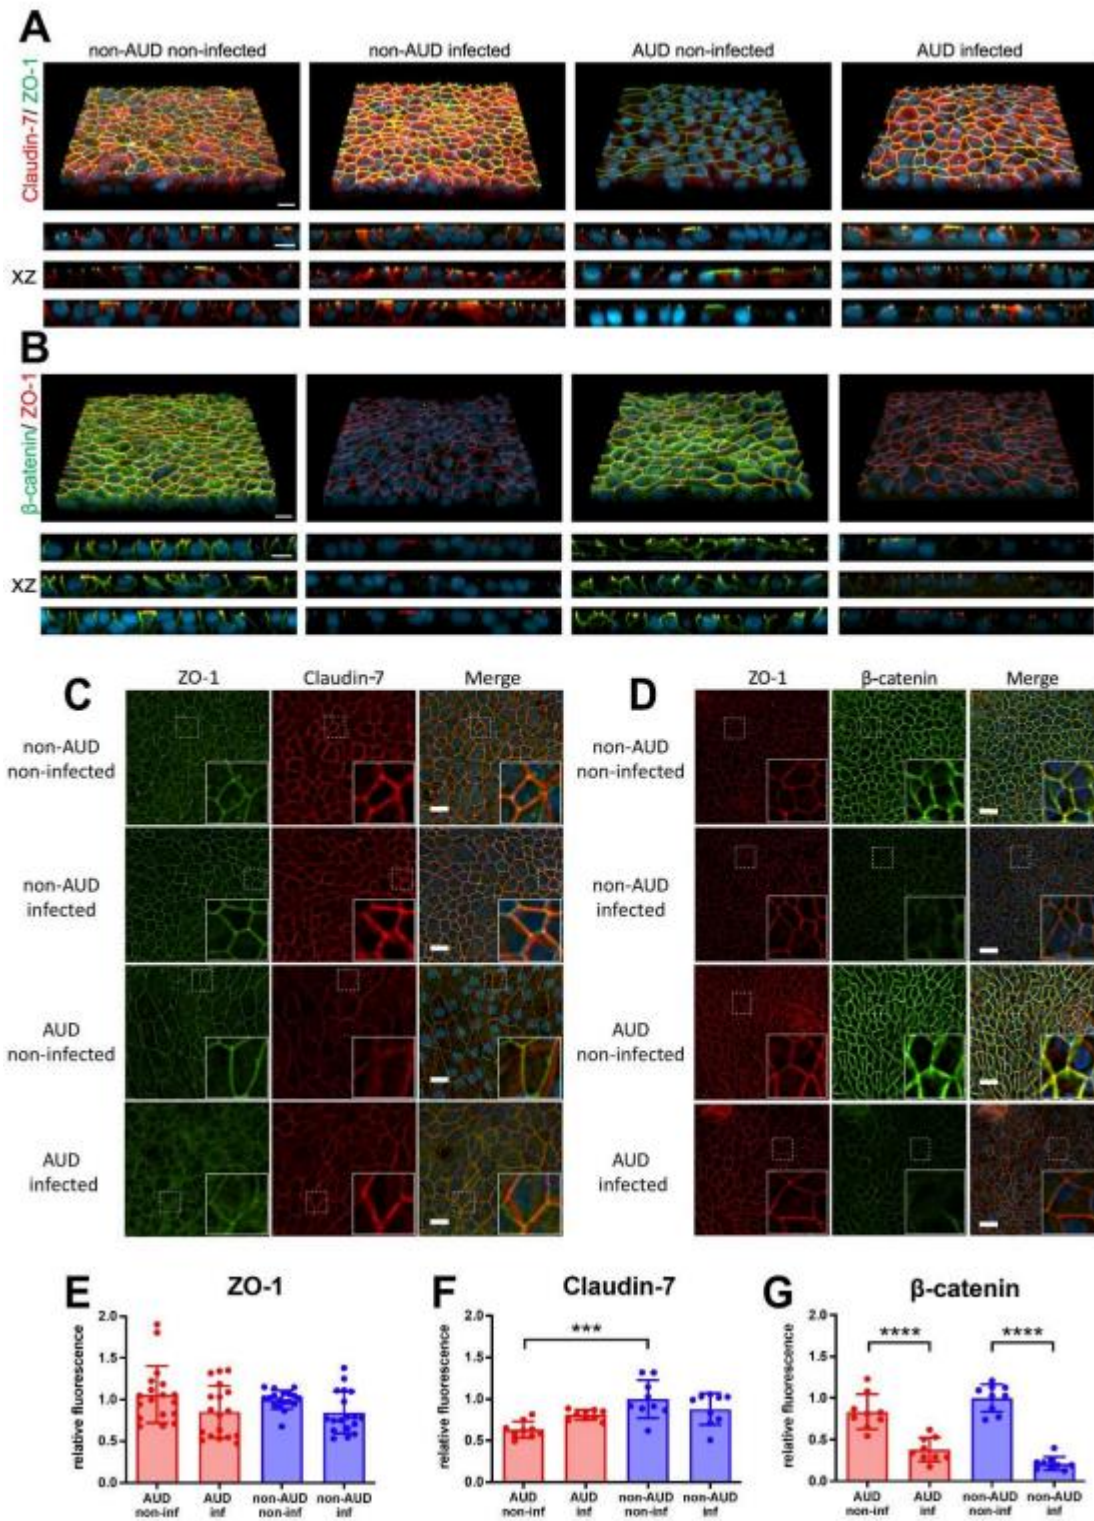 A
non-AUD non-infected
non-AUD infected
AUD non-infected
AUD infected
Claudin-7/ ZO-1
XZ
B
β-catenin/ ZO-1
XZ
C
ZO-1
Claudin-7
Merge
non-AUD
non-infected
non-AUD
infected
AUD
non-infected
AUD
infected
D
ZO-1
β-catenin
Merge
non-AUD
non-infected
non-AUD
infected
AUD
non-infected
AUD
infected
E
ZO-1
relative fluorescence
2.0
1.5
1.0
0.5
0.0
AUD
non-inf
AUD
inf
non-AUD
non-inf
non-AUD
inf
F
Claudin-7
relative fluorescence
2.0
1.5
1.0
0.5
0.0
***
AUD
non-inf
AUD
inf
non-AUD
non-inf
non-AUD
inf
G
β-catenin
relative fluorescence
2.0
1.5
1.0
0.5
0.0
****
****
AUD
non-inf
AUD
inf
non-AUD
non-inf
non-AUD
inf